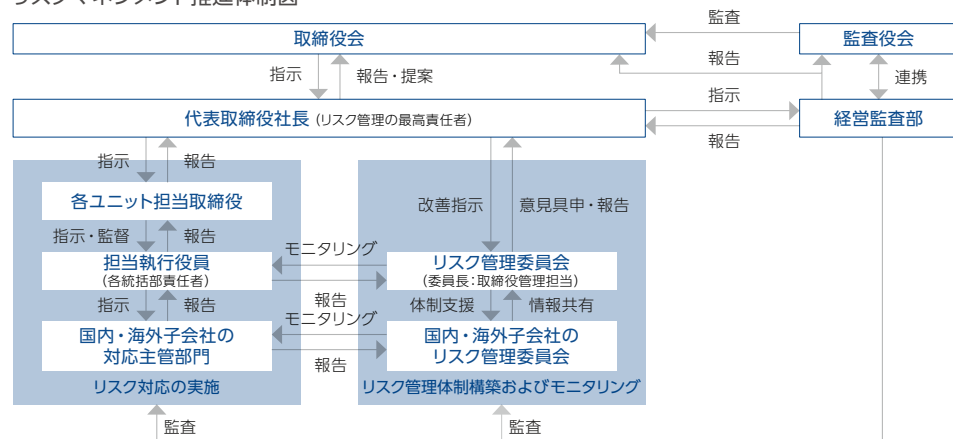 リスクマネジメント推進体制図
監査
取締役会
監査役会
報告
指示
報告・提案
連携
指示
代表取締役社長 (リスク管理の最高責任者)
経営監査部
報告
指示
報告
各ユニット担当取締役
改善指示
意見具申・報告
指示・監督
報告
モニタリング
担当執行役員
(各統括部責任者)
リスク管理委員会
(委員長:取締役管理担当)
報告
指示
報告
体制支援
情報共有
モニタリング
国内・海外子会社の
対応主管部門
国内・海外子会社の
リスク管理委員会
報告
リスク対応の実施
リスク管理体制構築およびモニタリング
監査
監査